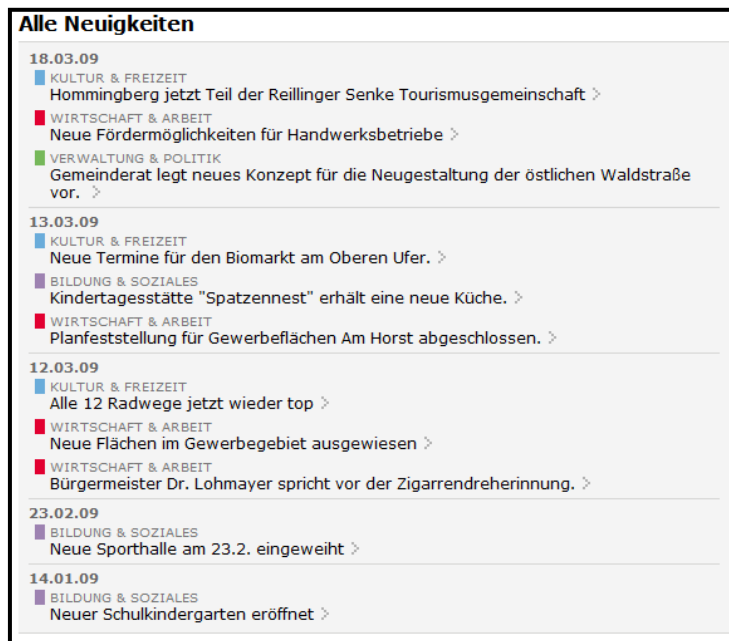 Alle Neuigkeiten
18.03.09
KULTUR & FREIZEIT
Hommingberg jetzt Teil der Reillinger Senke Tourismusgemeinschaft >
WIRTSCHAFT & ARBEIT
Neue Fördermöglichkeiten für Handwerksbetriebe >
VERWALTUNG & POLITIK
Gemeinderat legt neues Konzept für die Neugestaltung der östlichen Waldstraße
vor. >
13.03.09
KULTUR & FREIZEIT
Neue Termine für den Biomarkt am Oberen Ufer. >
BILDUNG & SOZIALES
Kindertagesstätte "Spatzennest" erhält eine neue Küche. >
WIRTSCHAFT & ARBEIT
Planfeststellung für Gewerbeflächen Am Horst abgeschlossen. >
12.03.09
KULTUR & FREIZEIT
Alle 12 Radwege jetzt wieder top >
WIRTSCHAFT & ARBEIT
Neue Flächen im Gewerbegebiet ausgewiesen >
WIRTSCHAFT & ARBEIT
Bürgermeister Dr. Lohmayer spricht vor der Zigarrendreherinnung. >
23.02.09
BILDUNG & SOZIALES
Neue Sporthalle am 23.2. eingeweiht >
14.01.09
BILDUNG & SOZIALES
Neuer Schulkindergarten eröffnet >